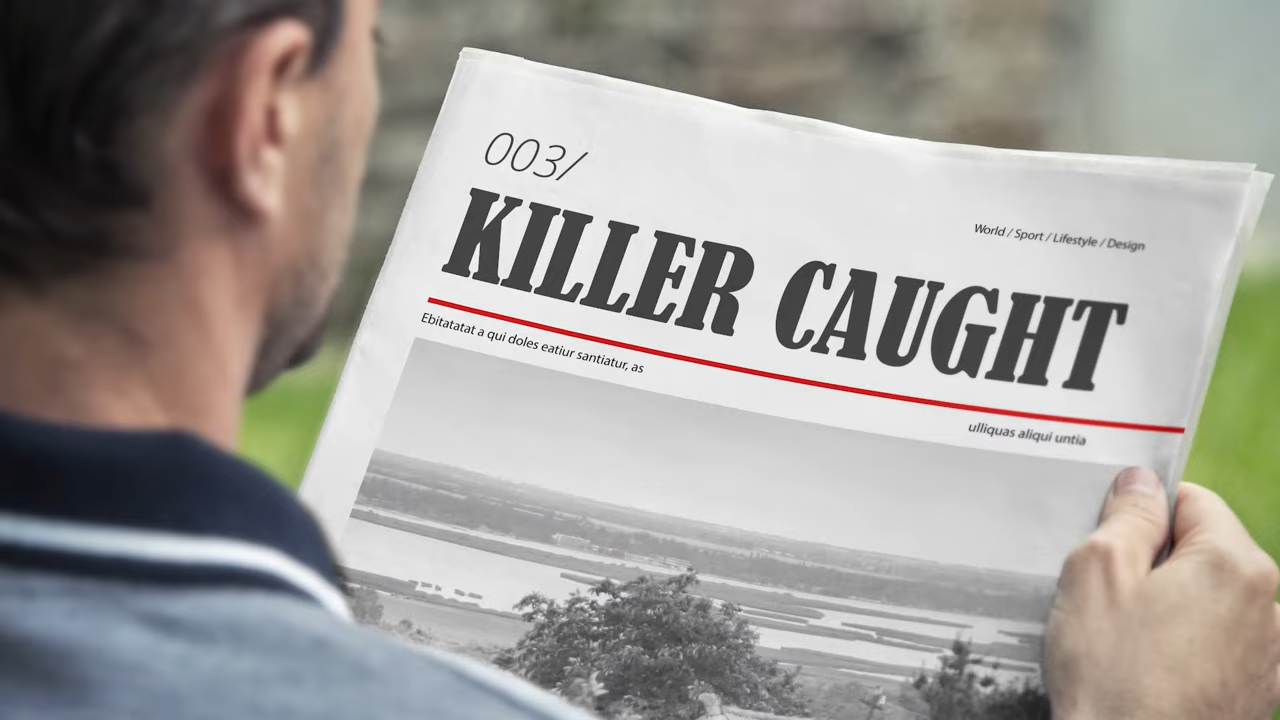 003/
World / Sport / Lifestyle / Design
KILLER CAUGHT
Ebitatatat a qui doles eatiur santiatur, as
ulliquas aliqui untia